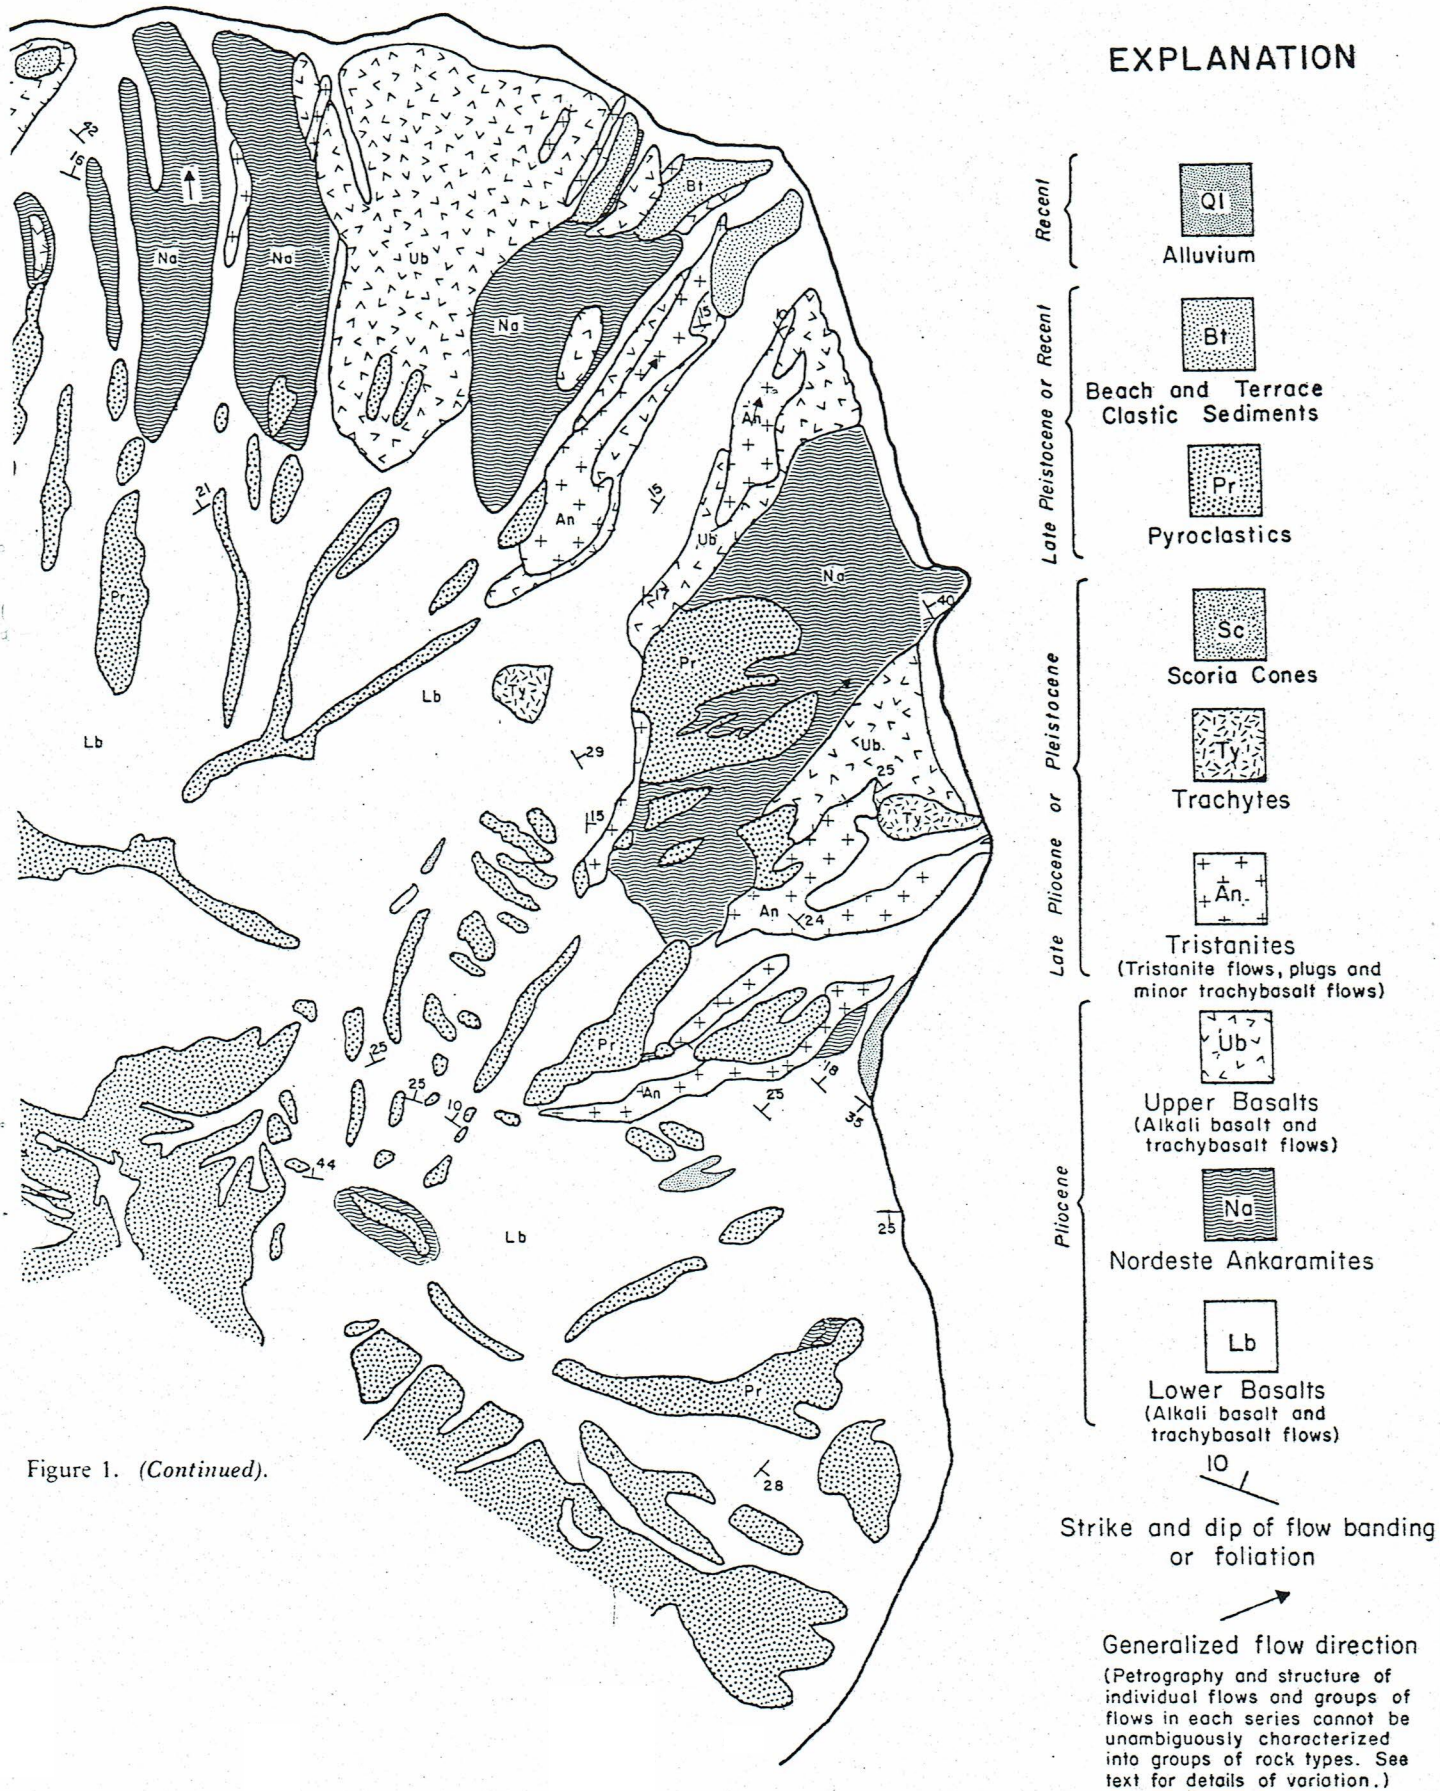 EXPLANATION
Recent
Ql
Alluvium
Late Pleistocene or Recent
Bt
Beach and Terrace
Clastic Sediments
Pr
Pyroclastics
Late Pliocene or Pleistocene
Sc
Scoria Cones
Ty
Trachytes
An
Tristanites
(Tristanite flows, plugs and
minor trachybasalt flows)
Pliocene
Ub
Upper Basalts
(Alkali basalt and
trachybasalt flows)
Na
Nordeste Ankaramites
Lb
Lower Basalts
(Alkali basalt and
trachybasalt flows)
10
Strike and dip of flow banding
or foliation
Generalized flow direction
(Petrography and structure of
individual flows and groups of
flows in each series cannot be
unambiguously characterized
into groups of rock types. See
text for details of variation.)
42
16
Bt
Na
Na
Ub
Na
15
An
21
15
An
Ub
Na
Pr
17
40
Pr
Lb
Ty
Lb
29
Ub
25
15
Ty
An
24
Pr
25
25
10
An
18
25
35
44
Lb
25
Pr
28
Figure 1. (Continued).